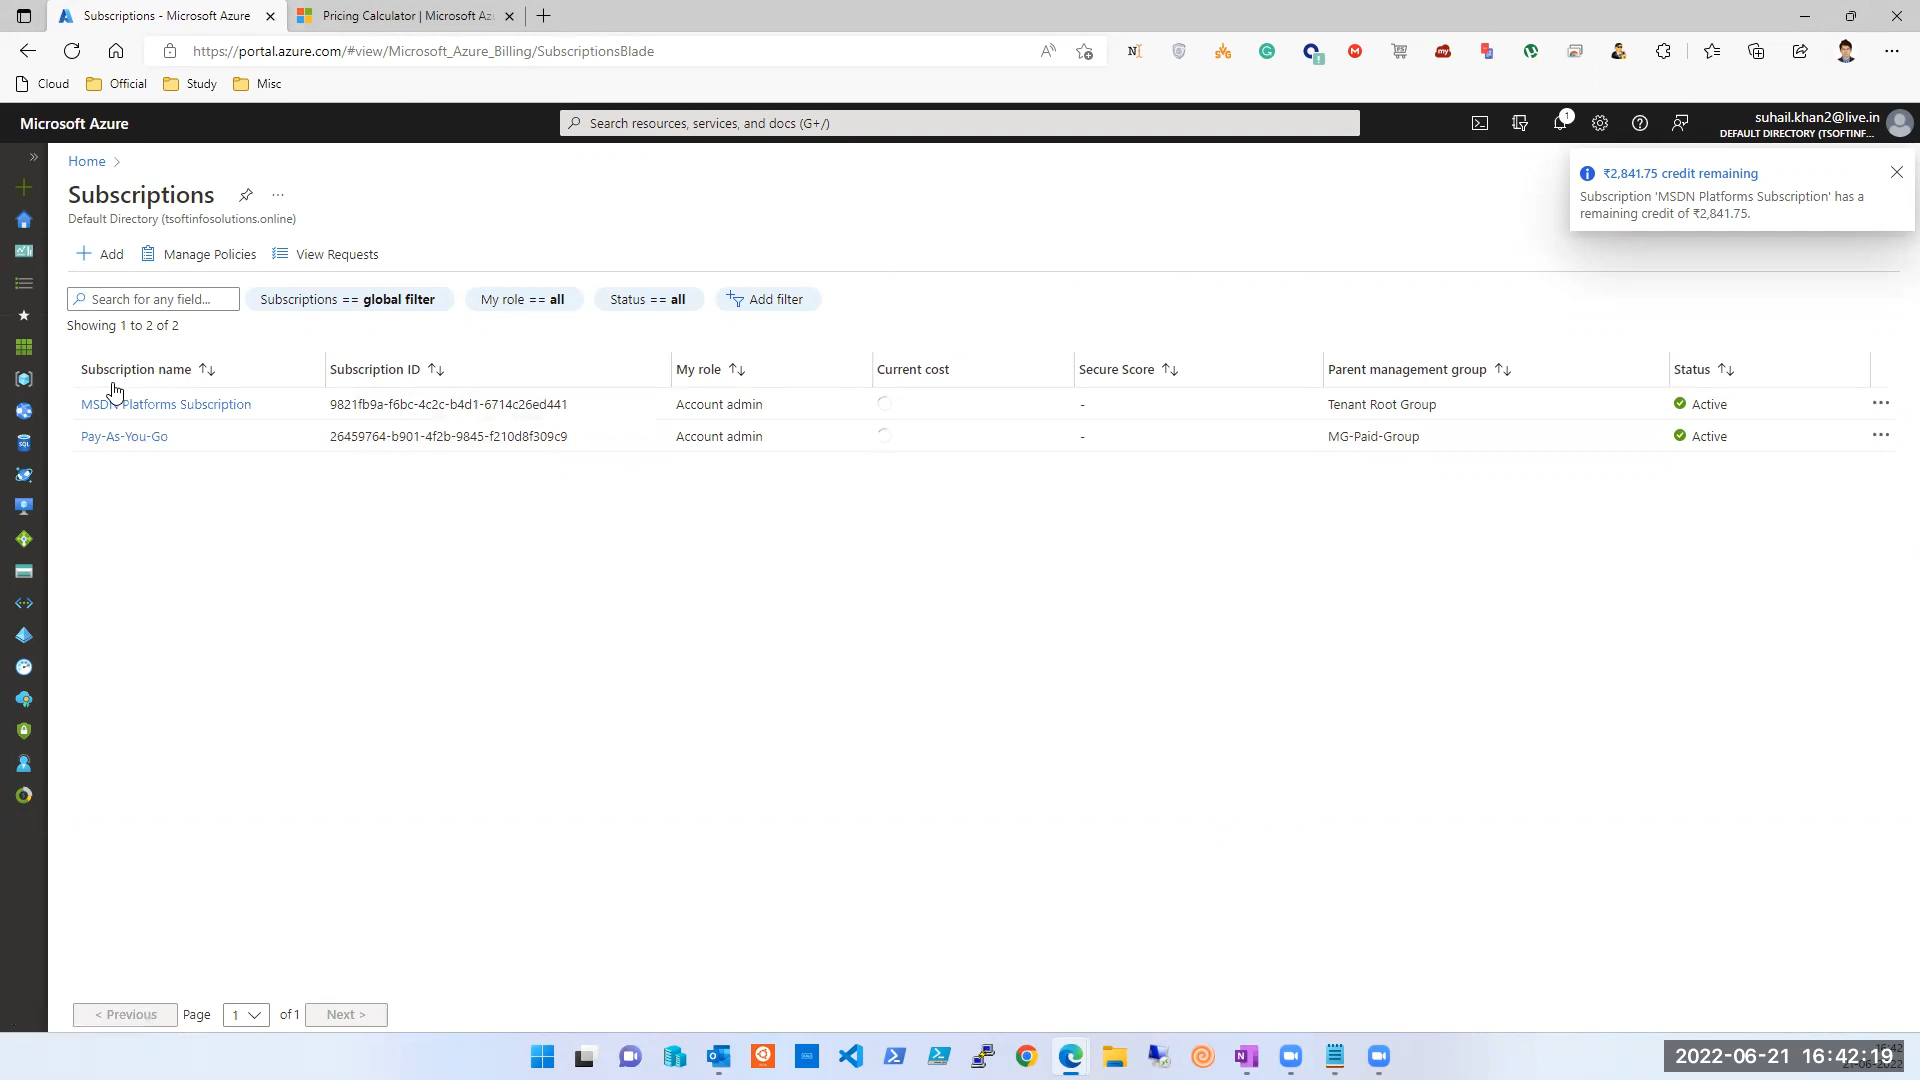 Subscriptions - Microsoft Azure
Pricing Calculator | Microsoft Az
https://portal.azure.com/#view/Microsoft_Azure_Billing/SubscriptionsBlade
Cloud Official Study Misc
Microsoft Azure
Search resources, services, and docs (G+/)
1
suhail.khan2@live.in
DEFAULT DIRECTORY (TSOFTINF...
Home >
₹2,841.75 credit remaining
Subscription 'MSDN Platforms Subscription' has a
remaining credit of ₹2,841.75.
Subscriptions
Default Directory (tsoftinfosolutions.online)
Add Manage Policies View Requests
Search for any field... Subscriptions == global filter My role == all Status == all Add filter
Showing 1 to 2 of 2
Subscription name Subscription ID My role Current cost Secure Score Parent management group Status
MSDN Platforms Subscription 9821fb9a-f6bc-4c2c-b4d1-6714c26ed441 Account admin - Tenant Root Group Active
Pay-As-You-Go 26459764-b901-4f2b-9845-f210d8f309c9 Account admin - MG-Paid-Group Active
< Previous Page 1 of 1 Next >
2022-06-21 16:42:19